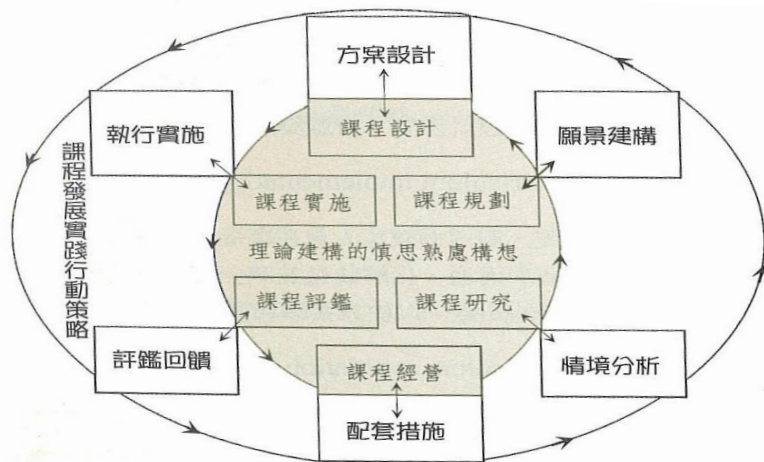 方案設計
課程設計
執行實施
願景建構
課程實施
課程規劃
理論建構的慎思熟慮構想
課程評鑑
課程研究
評鑑回饋
課程經營
情境分析
配套措施
課程發展實踐行動策略